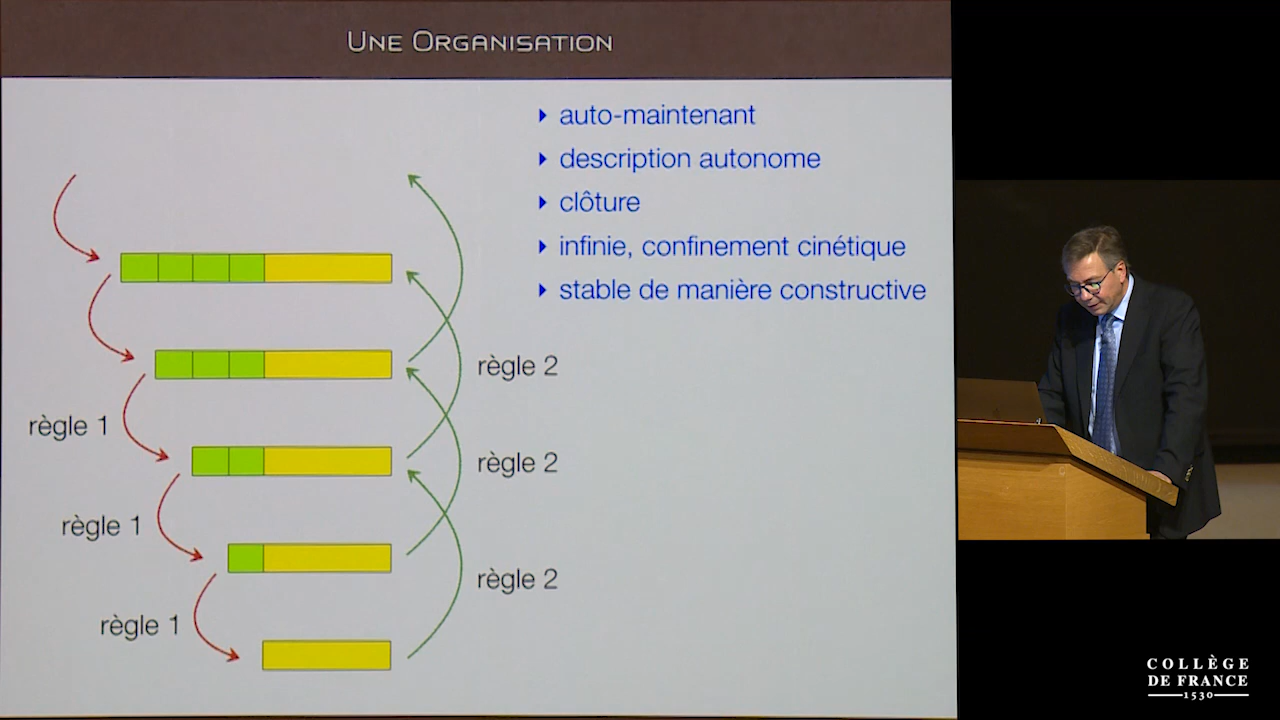 Une Organisation
auto-maintenant
description autonome
clôture
infinie, confinement cinétique
stable de manière constructive
règle 2
règle 1
règle 2
règle 1
règle 2
règle 1
COLLÈGE
DE FRANCE
1530